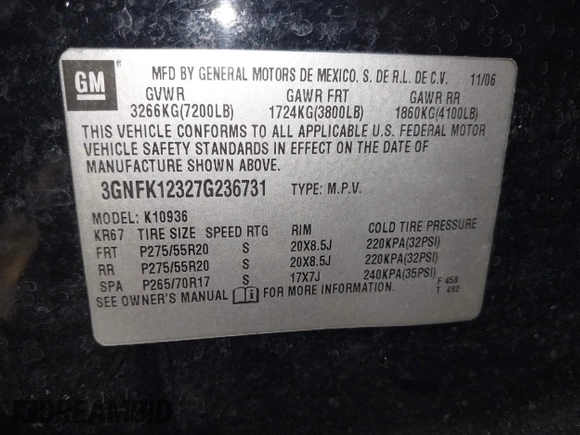 GM
MFD BY GENERAL MOTORS DE MEXICO, S. DE R.L. DE C.V. 11/06
GVWR GAWR FRT GAWR RR
3266KG(7200LB) 1724KG(3800LB) 1860KG(4100LB)
THIS VEHICLE CONFORMS TO ALL APPLICABLE U.S. FEDERAL MOTOR
VEHICLE SAFETY STANDARDS IN EFFECT ON THE DATE OF
MANUFACTURE SHOWN ABOVE.
3GNFK12327G236731 TYPE: M.P.V.
MODEL: K10936
KR67 TIRE SIZE SPEED RTG RIM COLD TIRE PRESSURE
FRT P275/55R20 S 20X8.5J 220KPA(32PSI)
RR P275/55R20 S 20X8.5J 220KPA(32PSI)
SPA P265/70R17 S 17X7J 240KPA(35PSI)
SEE OWNER'S MANUAL FOR MORE INFORMATION.
F 458
T 492
DREAMBID